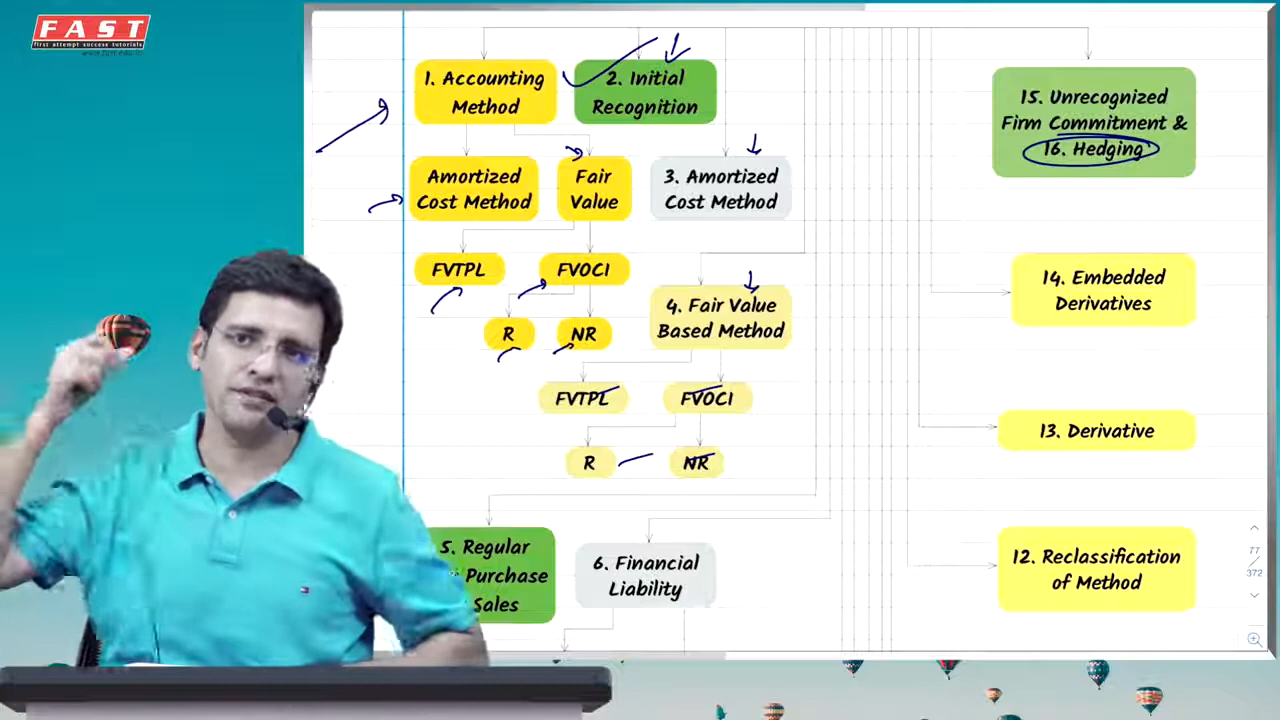 FAST
first attempt success tutorials
1. Accounting
Method
2. Initial
Recognition
Amortized
Cost Method
Fair
Value
3. Amortized
Cost Method
FVTPL
FVOCI
R
NR
4. Fair Value
Based Method
FVTPL
FVOCI
R
NR
5. Regular
Purchase
Sales
6. Financial
Liability
15. Unrecognized
Firm Commitment &
16. Hedging
14. Embedded
Derivatives
13. Derivative
12. Reclassification
of Method
77
/
372